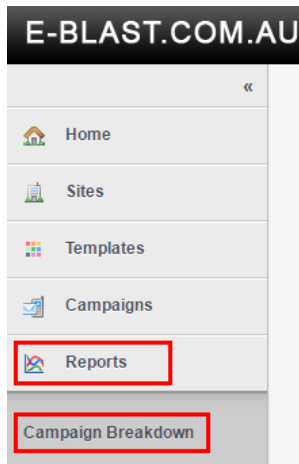 E-BLAST.COM.AU
«
Home
Sites
Templates
Campaigns
Reports
Campaign Breakdown